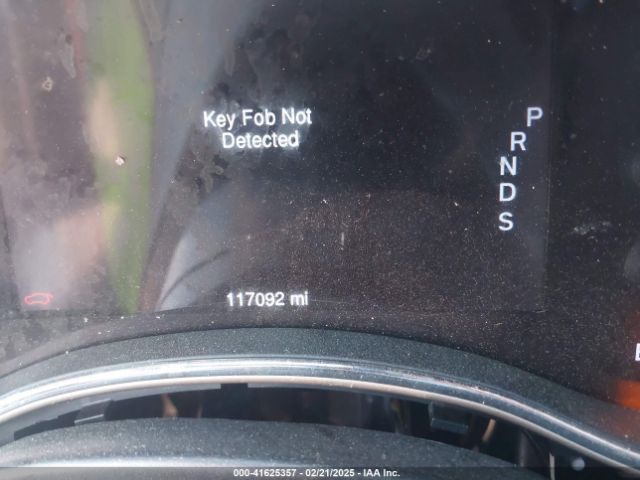 Key Fob Not
Detected
P
R
N
D
S
117092 mi
E
000-41625357 - 02/21/2025 - IAA Inc.